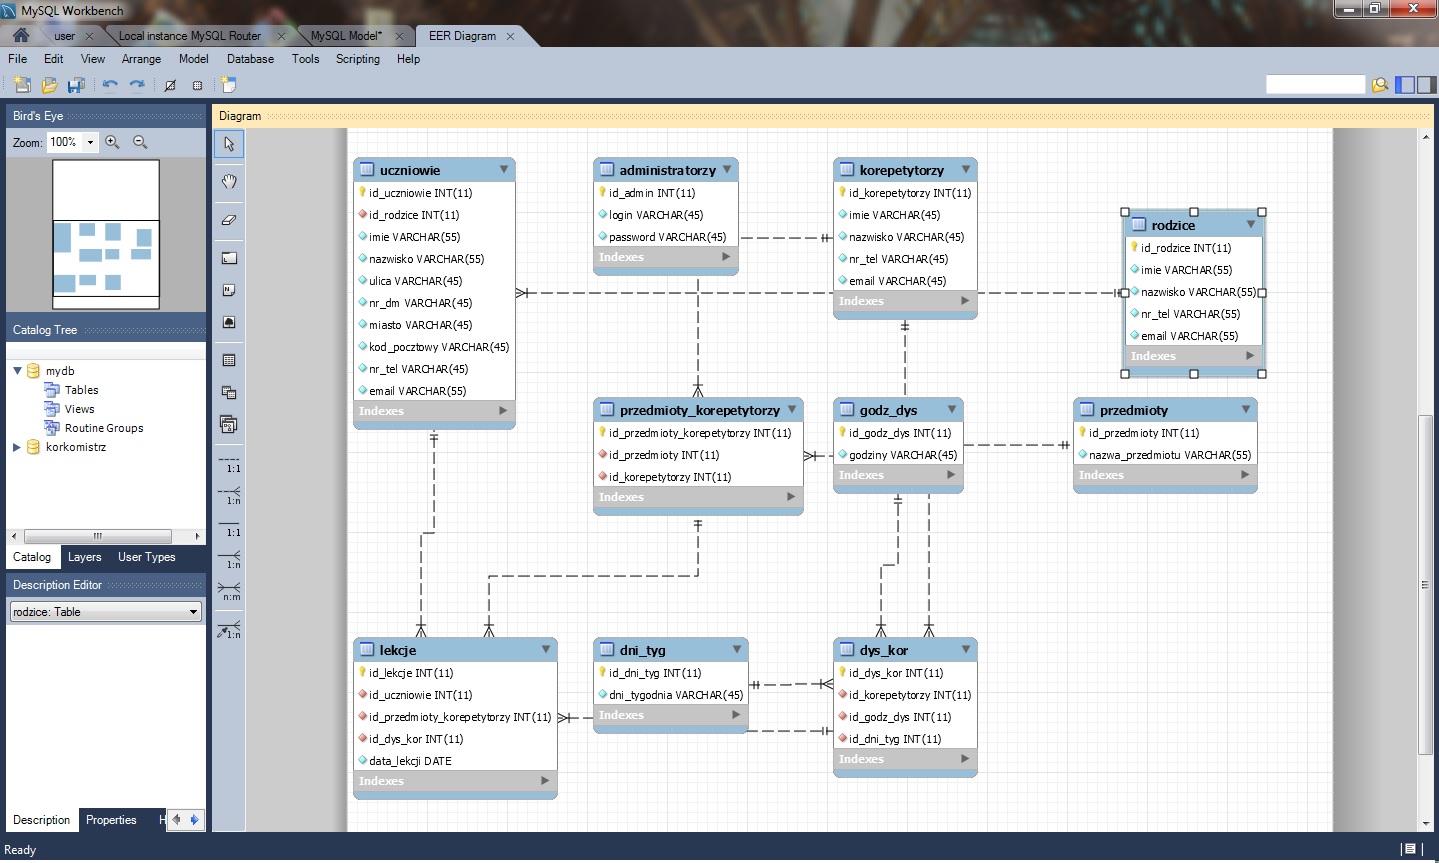 MySQL Workbench
user
Local instance MySQL Router
MySQL Model*
EER Diagram
File Edit View Arrange Model Database Tools Scripting Help
Bird's Eye
Zoom: 100%
Catalog Tree
mydb
Tables
Views
Routine Groups
korkomistrz
Catalog Layers User Types
Description Editor
rodzice: Table
Description Properties H
Ready
Diagram
1:1
1:n
1:1
1:n
n:m
1:n
uczniowie
id_uczniowie INT(11)
id_rodzice INT(11)
imie VARCHAR(55)
nazwisko VARCHAR(55)
ulica VARCHAR(45)
nr_dm VARCHAR(45)
miasto VARCHAR(45)
kod_pocztowy VARCHAR(45)
nr_tel VARCHAR(45)
email VARCHAR(55)
Indexes
administratorzy
id_admin INT(11)
login VARCHAR(45)
password VARCHAR(45)
Indexes
korepetytorzy
id_korepetytorzy INT(11)
imie VARCHAR(45)
nazwisko VARCHAR(45)
nr_tel VARCHAR(45)
email VARCHAR(45)
Indexes
rodzice
id_rodzice INT(11)
imie VARCHAR(55)
nazwisko VARCHAR(55)
nr_tel VARCHAR(55)
email VARCHAR(55)
Indexes
przedmioty_korepetytorzy
id_przedmioty_korepetytorzy INT(11)
id_przedmioty INT(11)
id_korepetytorzy INT(11)
Indexes
godz_dys
id_godz_dys INT(11)
godziny VARCHAR(45)
Indexes
przedmioty
id_przedmioty INT(11)
nazwa_przedmiotu VARCHAR(55)
Indexes
lekcje
id_lekcje INT(11)
id_uczniowie INT(11)
id_przedmioty_korepetytorzy INT(11)
id_dys_kor INT(11)
data_lekcji DATE
Indexes
dni_tyg
id_dni_tyg INT(11)
dni_tygodnia VARCHAR(45)
Indexes
dys_kor
id_dys_kor INT(11)
id_korepetytorzy INT(11)
id_godz_dys INT(11)
id_dni_tyg INT(11)
Indexes